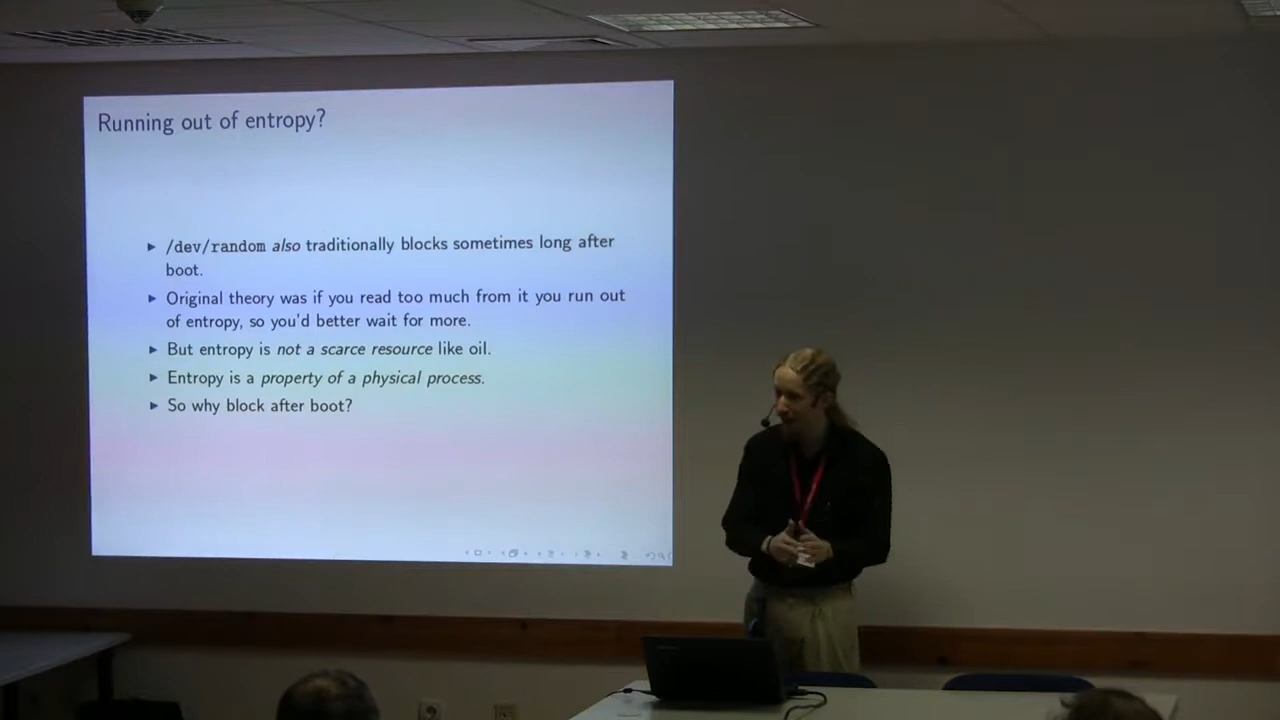 Running out of entropy?
▶ /dev/random also traditionally blocks sometimes long after
boot.
▶ Original theory was if you read too much from it you run out
of entropy, so you'd better wait for more.
▶ But entropy is not a scarce resource like oil.
▶ Entropy is a property of a physical process.
▶ So why block after boot?